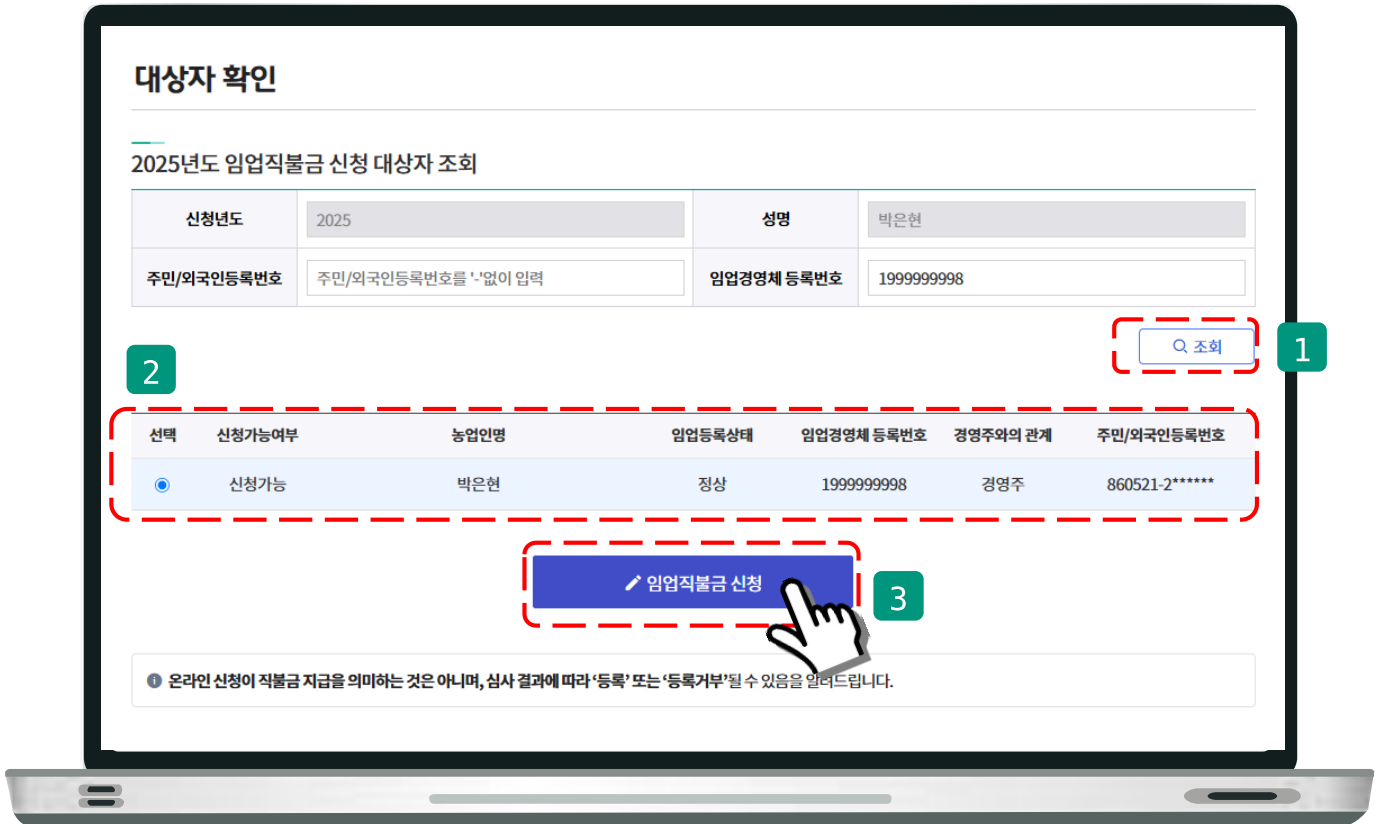 대상자 확인
2025년도 임업직불금 신청 대상자 조회
신청년도 2025 성명 박은현
주민/외국인등록번호 주민/외국인등록번호를 '-'없이 입력 임업경영체 등록번호 1999999998
조회 1
2
선택 신청가능여부 농업인명 임업등록상태 임업경영체 등록번호 경영주와의 관계 주민/외국인등록번호
신청가능 박은현 정상 1999999998 경영주 860521-2******
임업직불금 신청 3
온라인 신청이 직불금 지급을 의미하는 것은 아니며, 심사 결과에 따라 ‘등록’ 또는 ‘등록거부’될 수 있음을 알려드립니다.